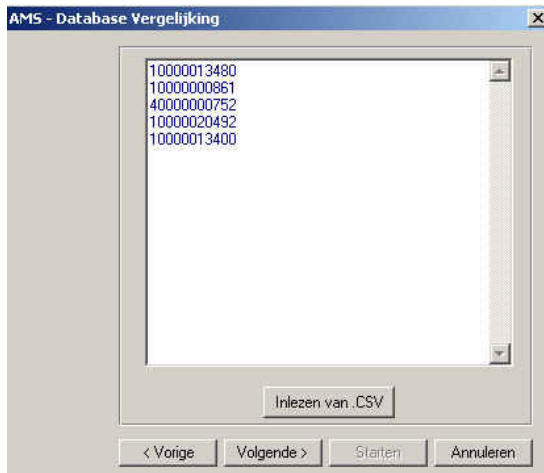 AMS - Database Vergelijking
10000013480
10000000861
40000000752
10000020492
10000013400
Inlezen van .CSV
< Vorige
Volgende >
Starten
Annuleren